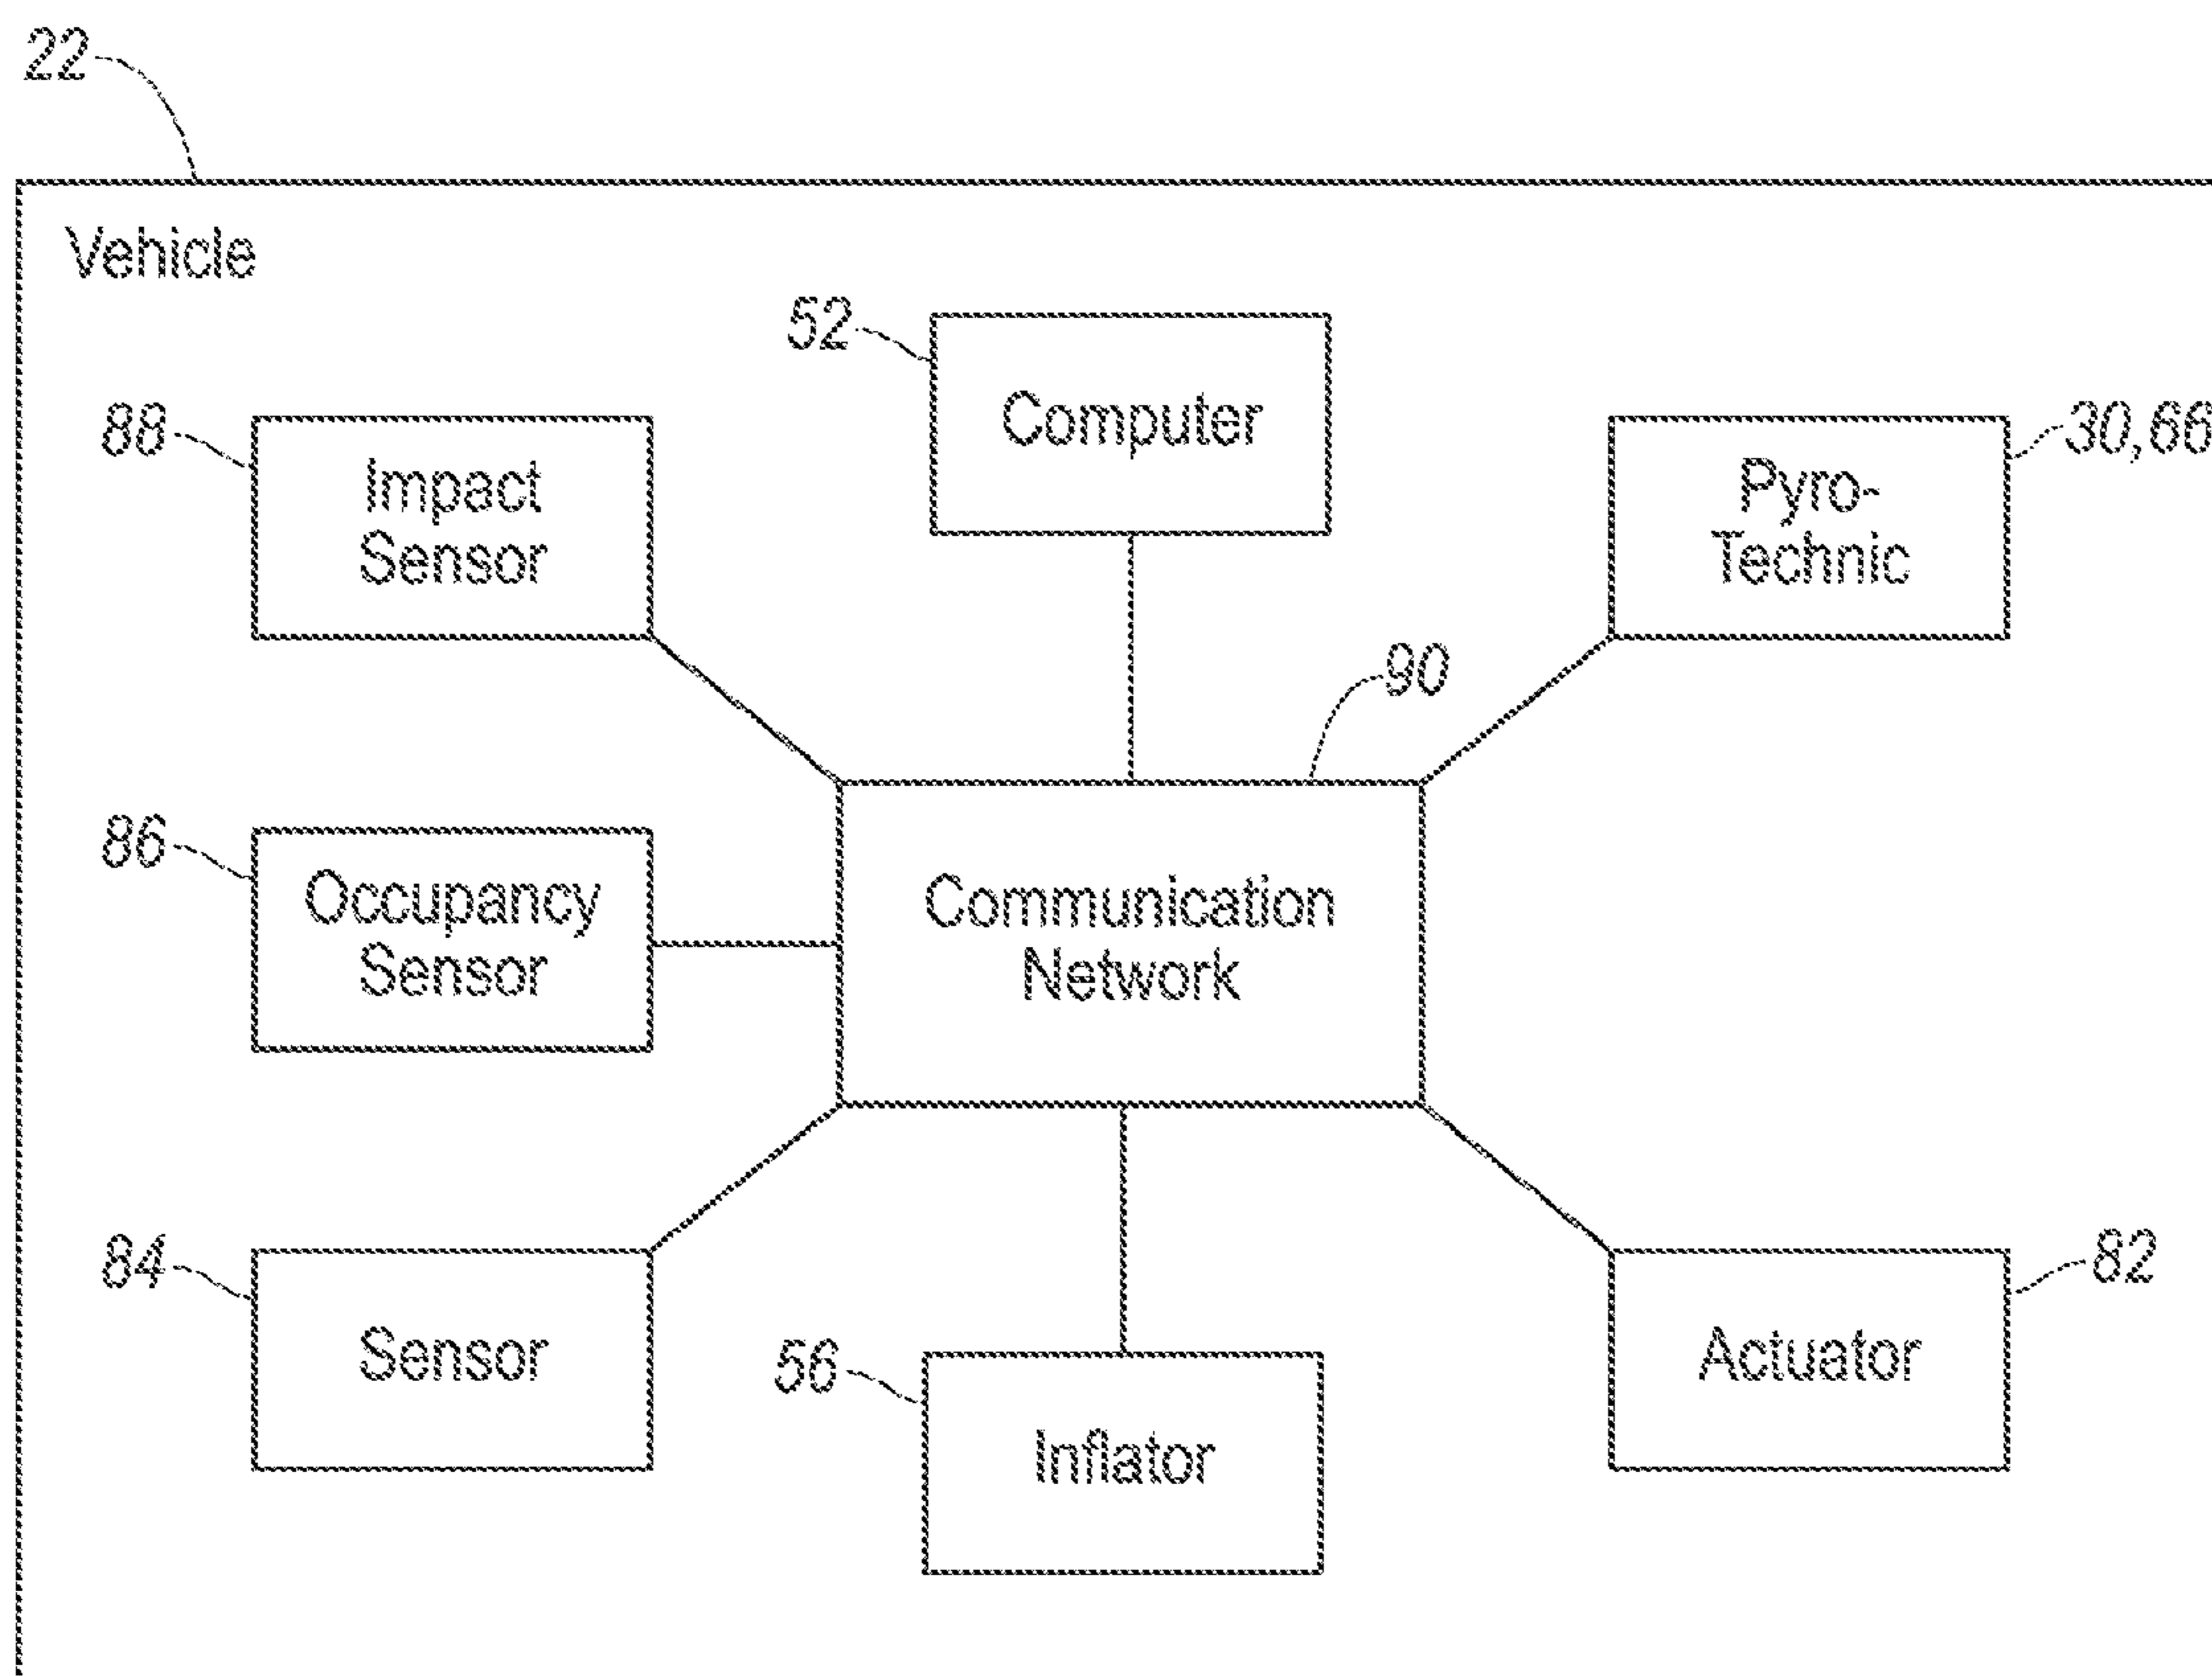 22
Vehicle
52
Computer
88
Impact
Sensor
30,66
Pyro-
Technic
90
86
Occupancy
Sensor
Communication
Network
84
Sensor
56
Inflator
82
Actuator